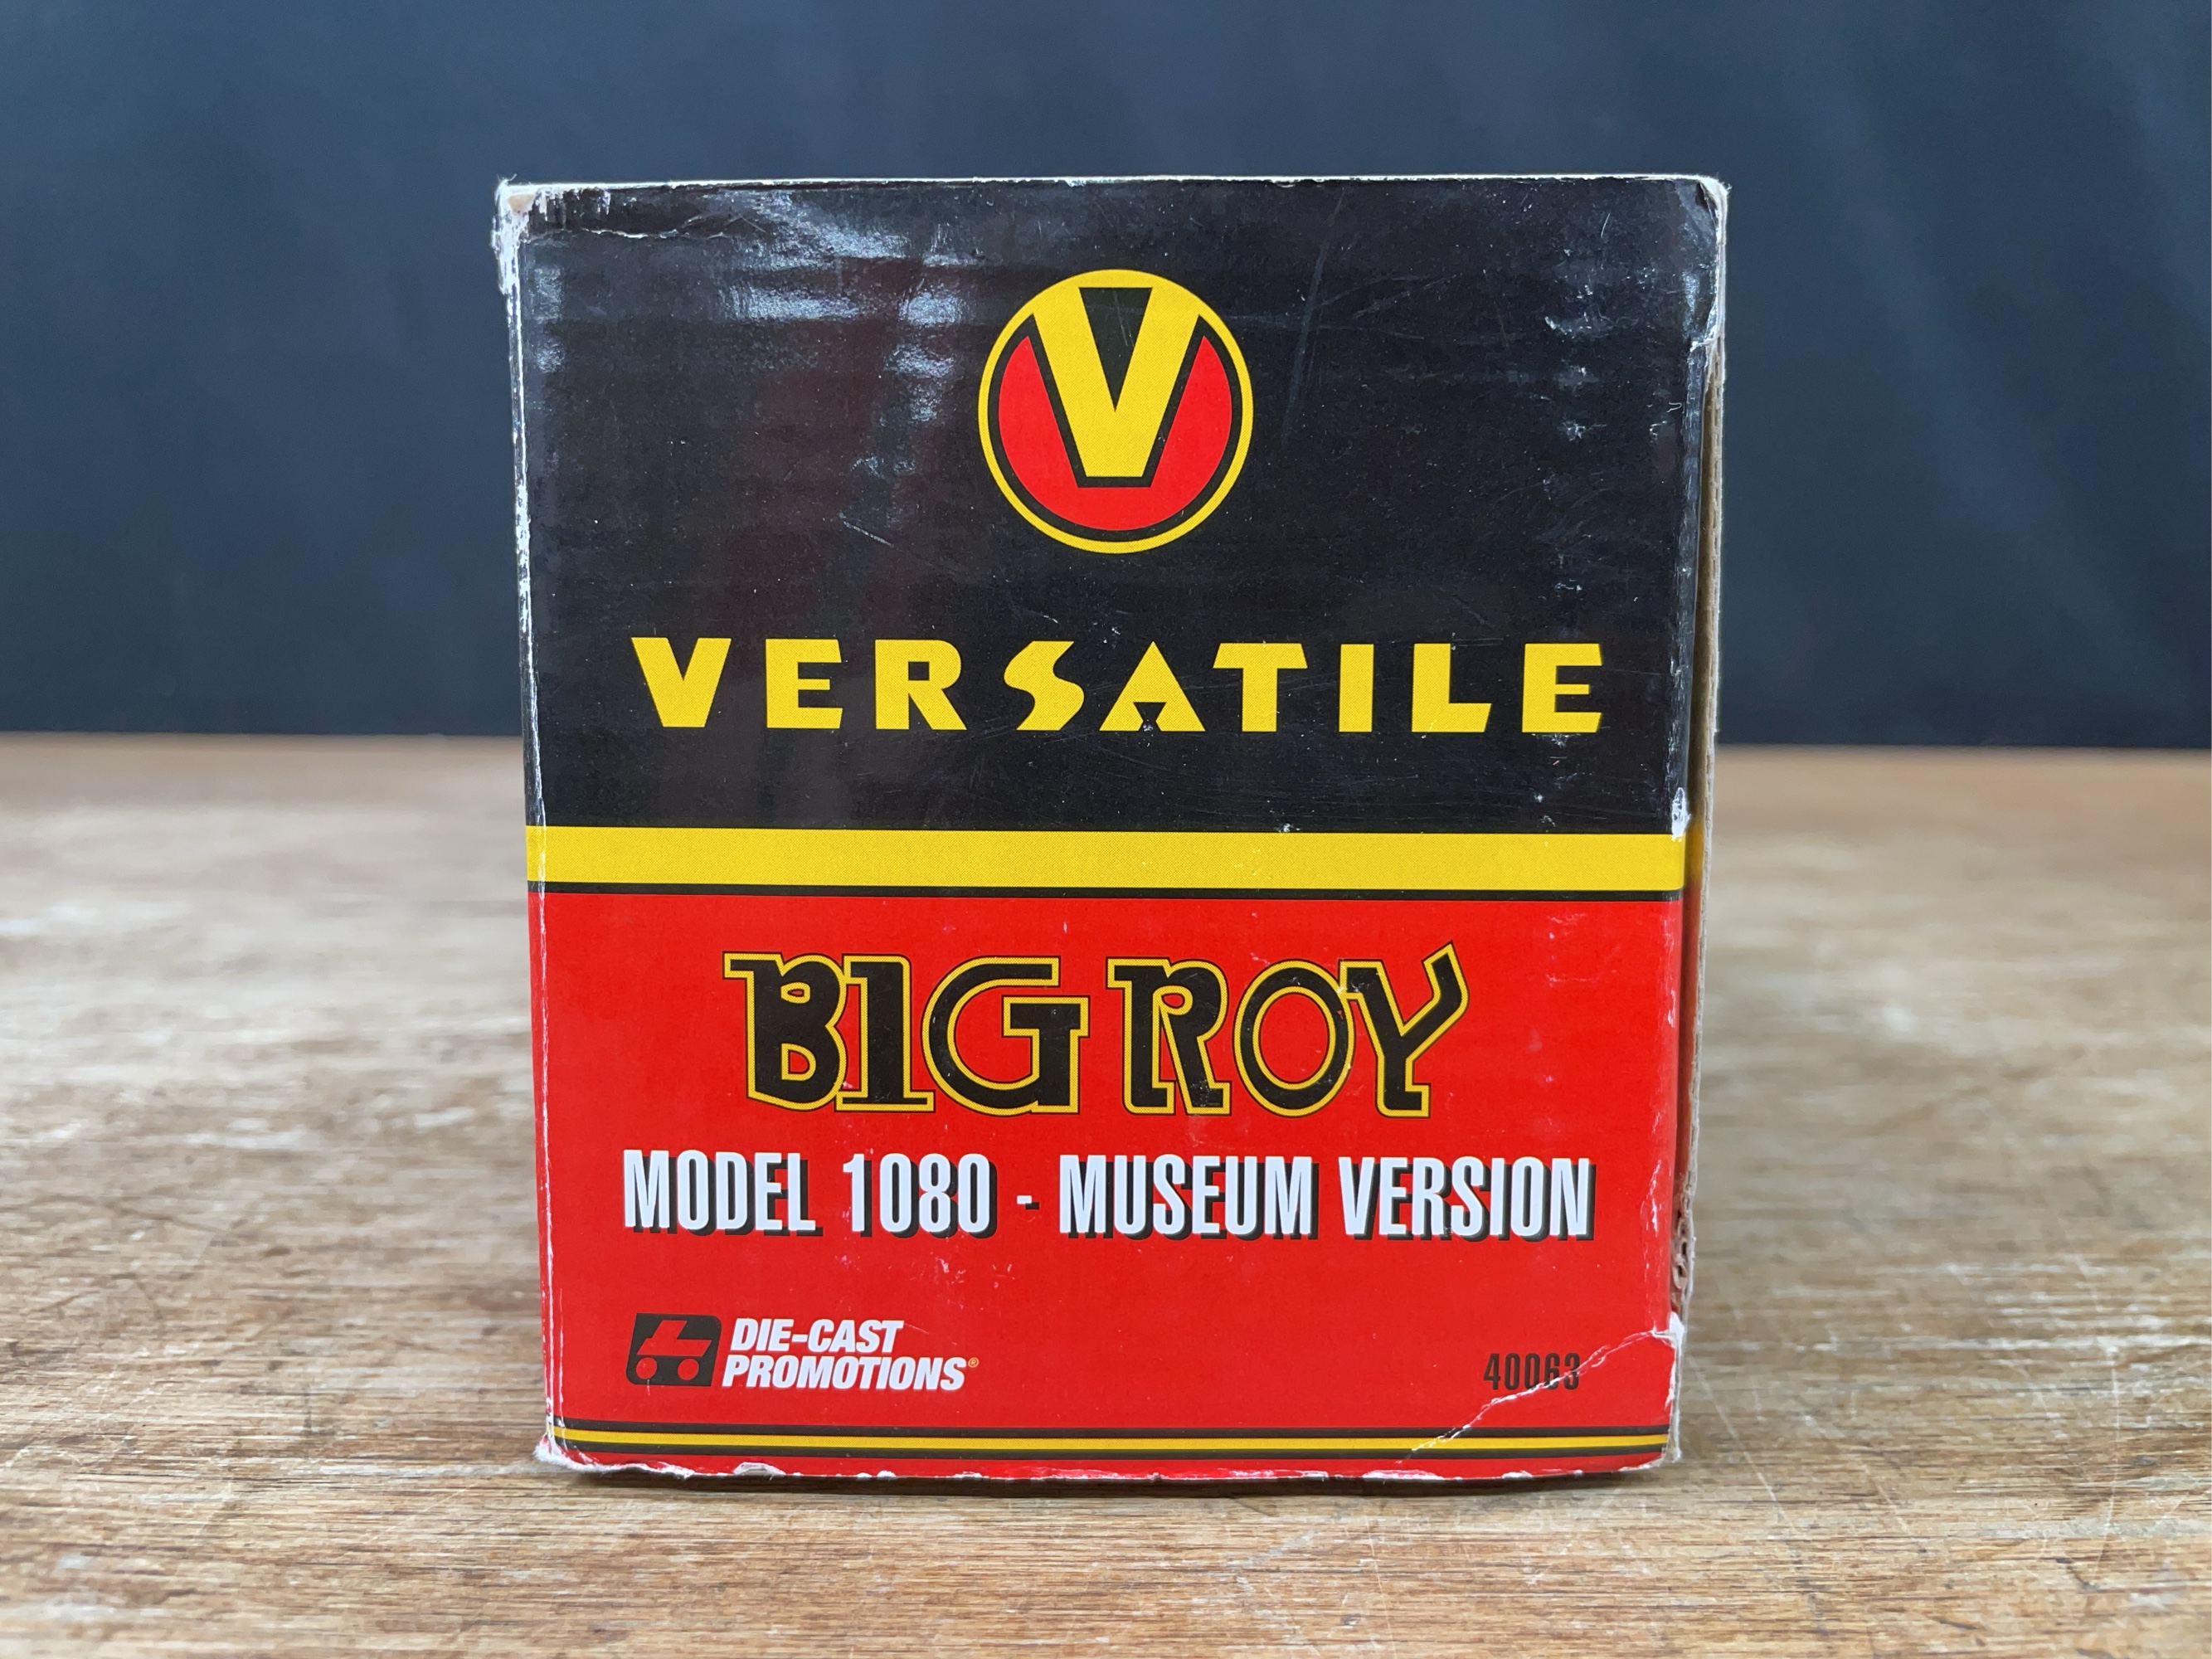 V
VERSATILE
BIG ROY
MODEL 1080 - MUSEUM VERSION
DIE-CAST
PROMOTIONS®
40063